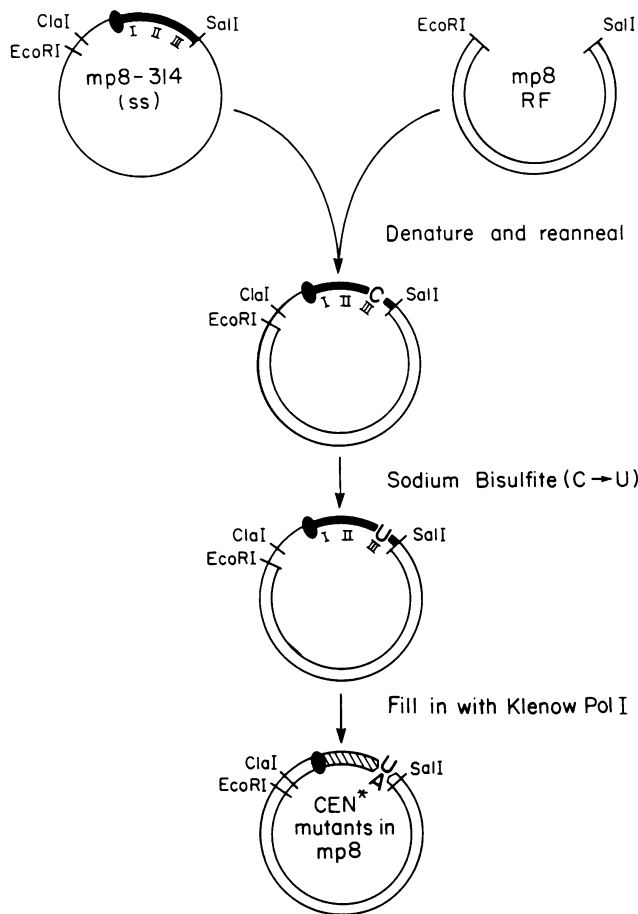 ClaI
EcoRI
I II III
SalI
mp8-314
(ss)
EcoRI
SalI
mp8
RF
Denature and reanneal
ClaI
EcoRI
I II III
C
SalI
Sodium Bisulfite (C→U)
ClaI
EcoRI
I II III
U
SalI
Fill in with Klenow Pol I
ClaI
EcoRI
U
A
SalI
CEN*
mutants in
mp8